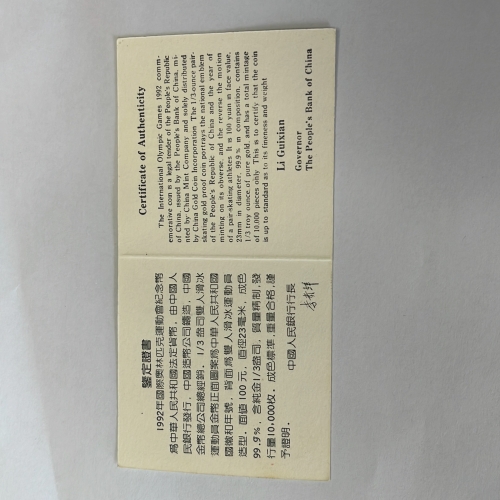 Certificate of Authenticity
The International Olympic Games 1992 comm-
emorative coin is a legal tender of the People's Republic
of China, issued by the People's Bank of China, mi-
nted by China Mint Company and solely distributed
by China Gold Coin Incorporation. The 1/3-ounce pair-
skating gold proof coin portrays the national emblem
of the People's Republic of China and the year of
minting on its obverse, and the reverse the motion
of a pair-skating athletes It is 100 yuan in face value,
23mm in diameter, 99.9% in composition, contains
1/3 troy ounce of pure gold, and has a total mintage
of 10,000 pieces only This is to certify that the coin
is up to standard as to its fineness and weight
Li Guixian
Governor
The People's Bank of China
鑒定證書
1992年國際奧林匹克運動會紀念幣
爲中華人民共和國法定貨幣，由中國人
民銀行發行，中國造幣公司鑄造，中國
金幣總公司總經銷．1/3盎司雙人滑冰
運動員金幣正面圖案爲中華人民共和國
國徽和年號，背面爲雙人滑冰運動員
造型．面值100元，直徑23毫米，成色
99.9%，含純金1/3盎司，質量精制，發
行量10,000枚．成色標準，重量合格，謹
予證明．
中國人民銀行行長